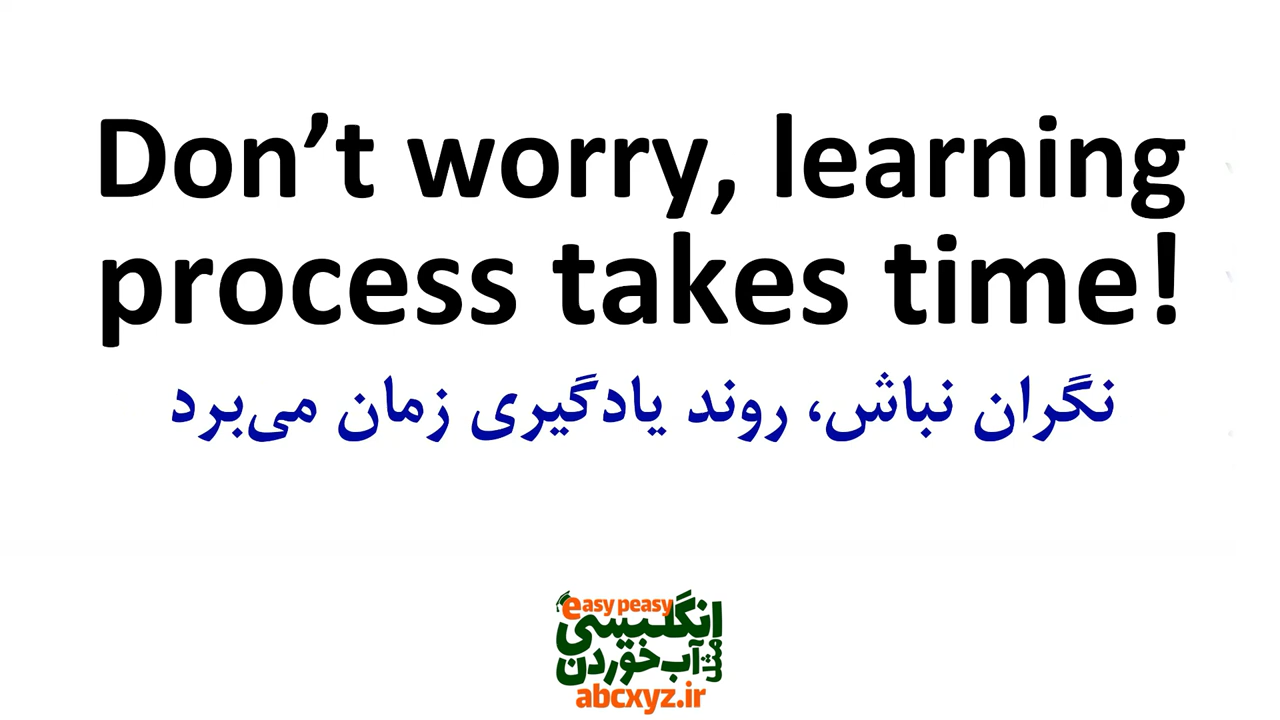 Don’t worry, learning
process takes time!
نگران نباش، روند یادگیری زمان می‌برد
easy peasy
انگلیسی
مثل آب خوردن
abcxyz.ir